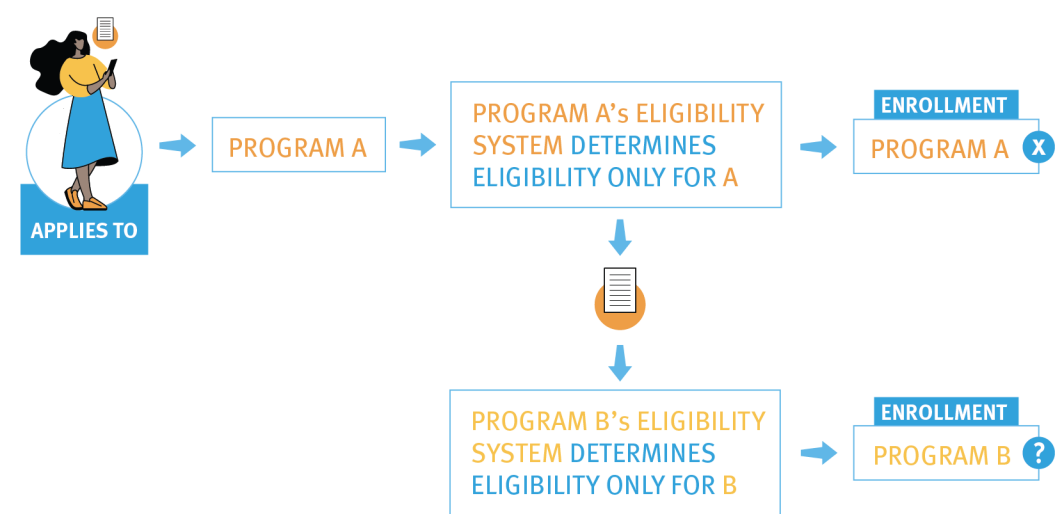 APPLIES TO
PROGRAM A
PROGRAM A's ELIGIBILITY
SYSTEM DETERMINES
ELIGIBILITY ONLY FOR A
ENROLLMENT
PROGRAM A
X
PROGRAM B's ELIGIBILITY
SYSTEM DETERMINES
ELIGIBILITY ONLY FOR B
ENROLLMENT
PROGRAM B
?